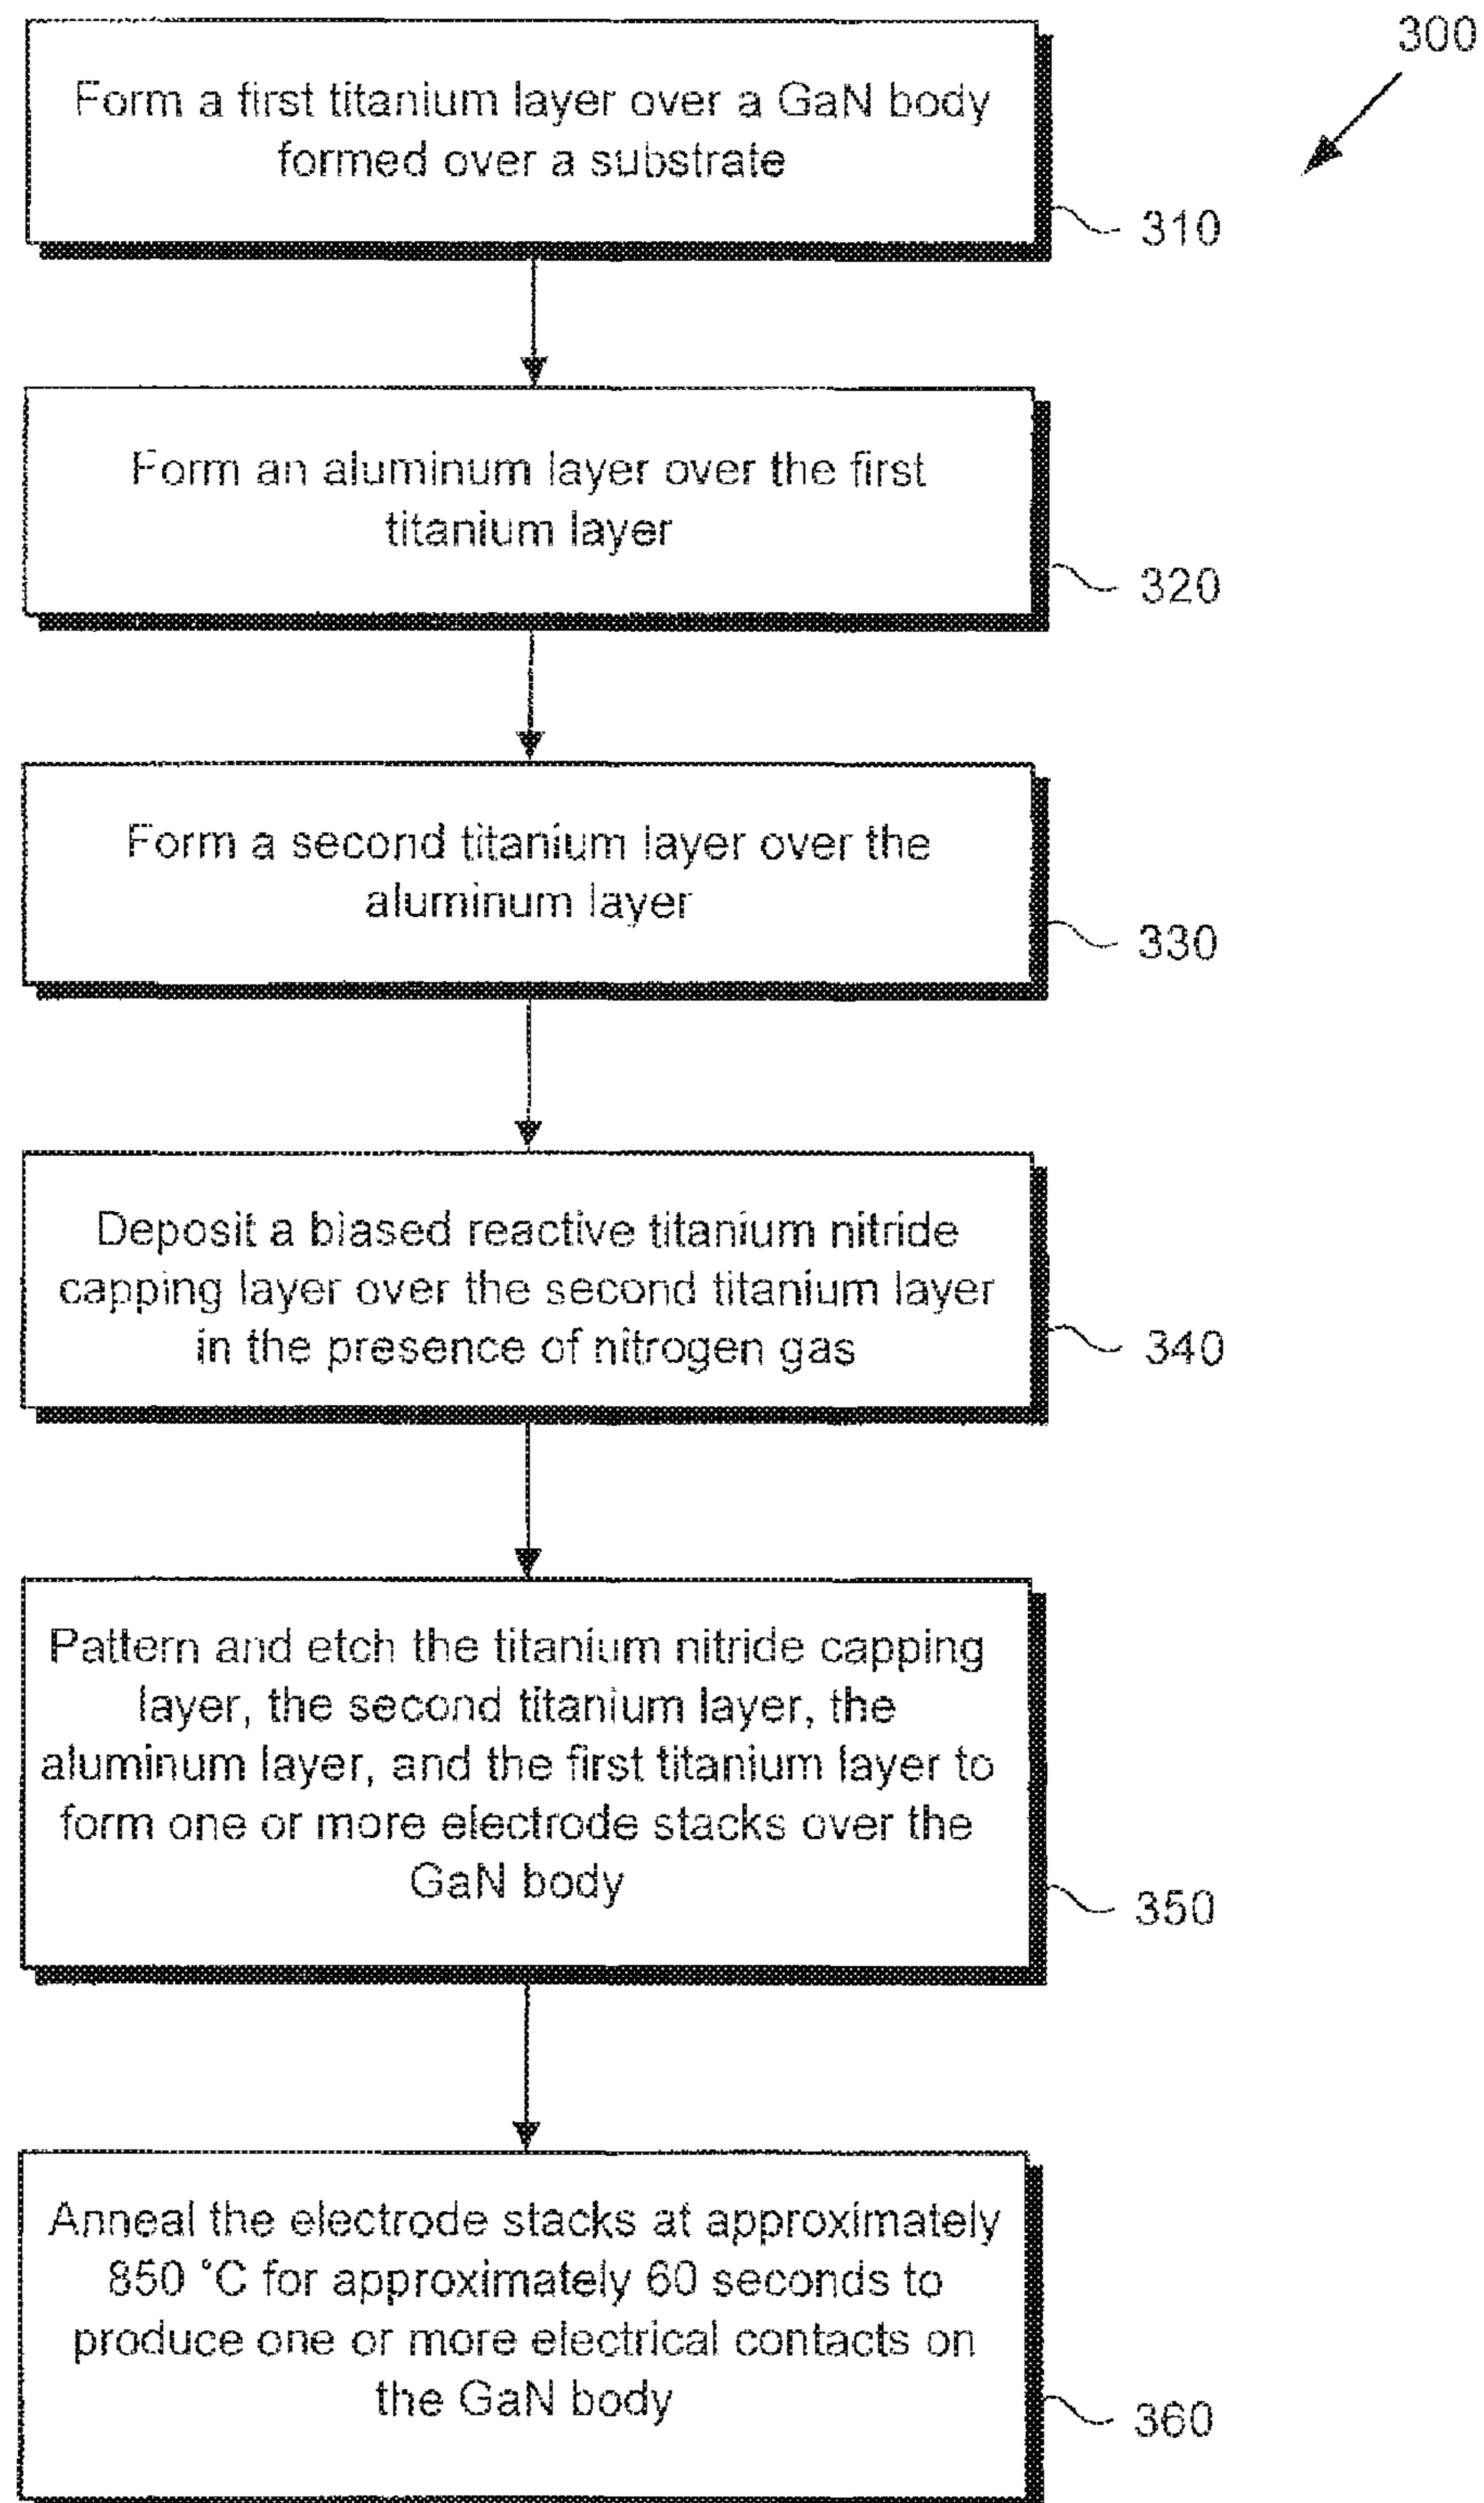 300
Form a first titanium layer over a GaN body
formed over a substrate
310
Form an aluminum layer over the first
titanium layer
320
Form a second titanium layer over the
aluminum layer
330
Deposit a biased reactive titanium nitride
capping layer over the second titanium layer
in the presence of nitrogen gas
340
Pattern and etch the titanium nitride capping
layer, the second titanium layer, the
aluminum layer, and the first titanium layer to
form one or more electrode stacks over the
GaN body
350
Anneal the electrode stacks at approximately
850 °C for approximately 60 seconds to
produce one or more electrical contacts on
the GaN body
360